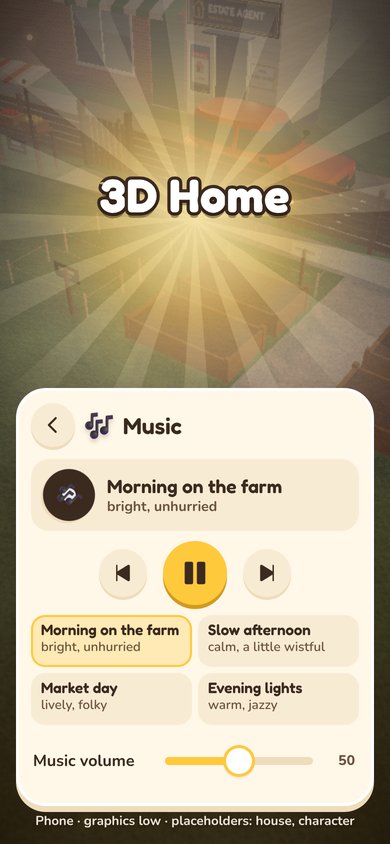 ESTATE AGENT
3D Home
Music
Morning on the farm
bright, unhurried
Morning on the farm
bright, unhurried
Slow afternoon
calm, a little wistful
Market day
lively, folky
Evening lights
warm, jazzy
Music volume
50
Phone · graphics low · placeholders: house, character